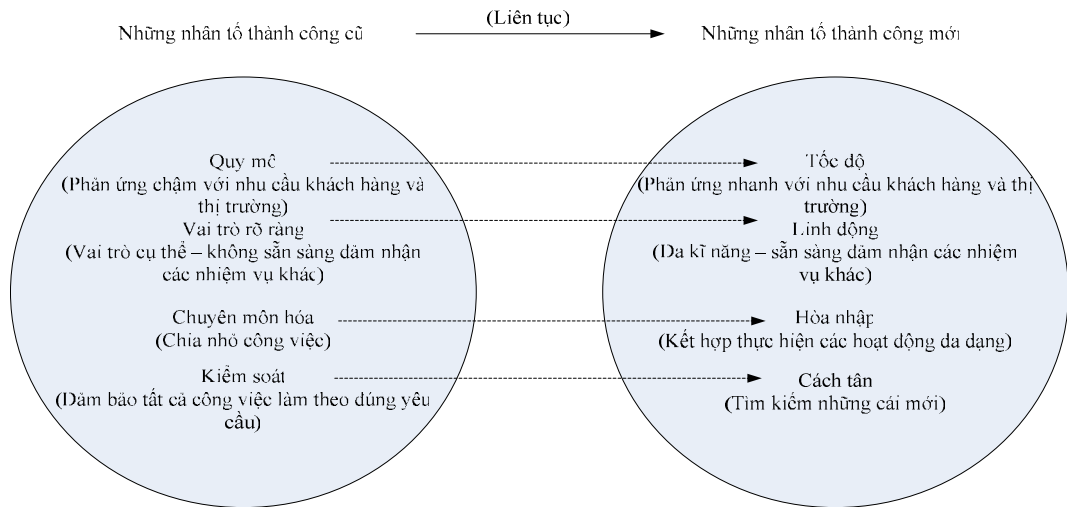 (Liên tục)
Những nhân tố thành công cũ
Những nhân tố thành công mới
Quy mô
(Phản ứng chậm với nhu cầu khách hàng và
thị trường)
Vai trò rõ ràng
(Vai trò cụ thể – không sẵn sàng đảm nhận
các nhiệm vụ khác)
Chuyên môn hóa
(Chia nhỏ công việc)
Kiểm soát
(Đảm bảo tất cả công việc làm theo đúng yêu
cầu)
Tốc độ
(Phản ứng nhanh với nhu cầu khách hàng và thị
trường)
Linh động
(Đa kĩ năng – sẵn sàng đảm nhận các nhiệm
vụ khác)
Hòa nhập
(Kết hợp thực hiện các hoạt động đa dạng)
Cách tân
(Tìm kiếm những cái mới)